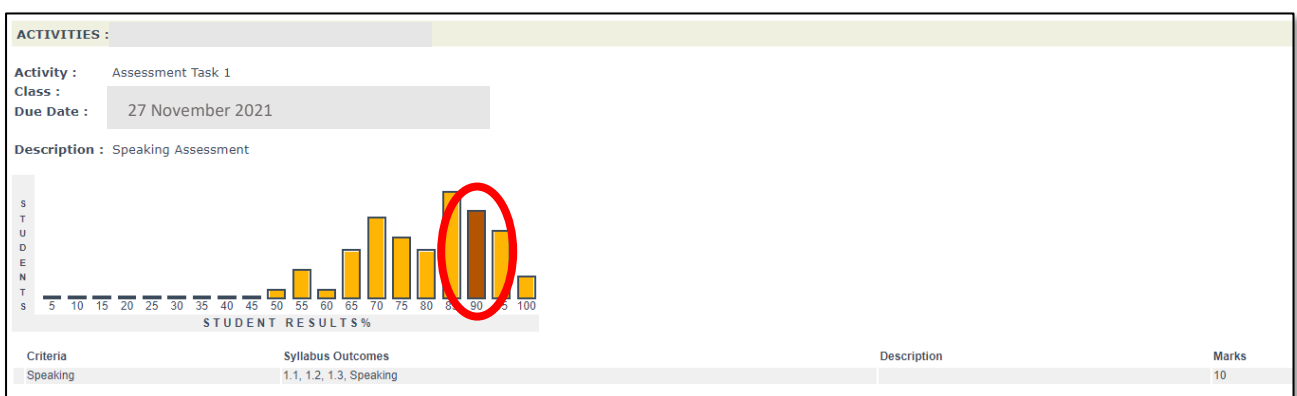 ACTIVITIES :
Activity : Assessment Task 1
Class :
Due Date : 27 November 2021
Description : Speaking Assessment
STUDENTS
5 10 15 20 25 30 35 40 45 50 55 60 65 70 75 80 90 100
STUDENT RESULTS%
Criteria Syllabus Outcomes Description Marks
Speaking 1.1, 1.2, 1.3, Speaking 10